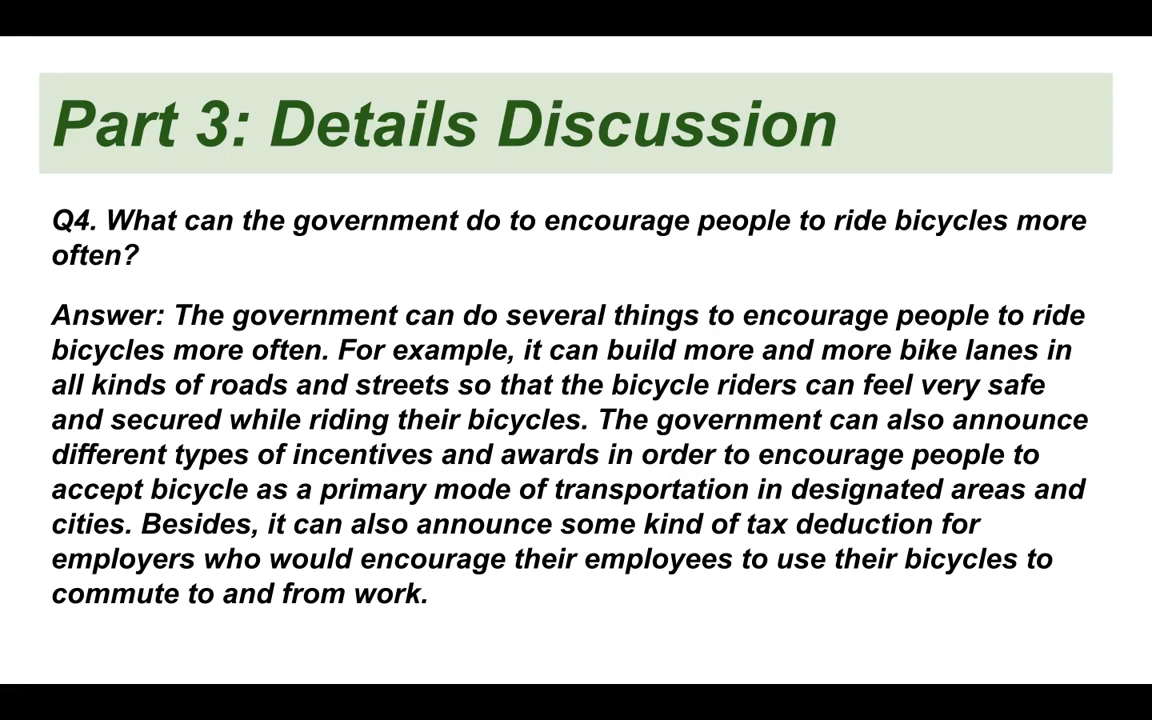 Part 3: Details Discussion
Q4. What can the government do to encourage people to ride bicycles more
often?
Answer: The government can do several things to encourage people to ride
bicycles more often. For example, it can build more and more bike lanes in
all kinds of roads and streets so that the bicycle riders can feel very safe
and secured while riding their bicycles. The government can also announce
different types of incentives and awards in order to encourage people to
accept bicycle as a primary mode of transportation in designated areas and
cities. Besides, it can also announce some kind of tax deduction for
employers who would encourage their employees to use their bicycles to
commute to and from work.